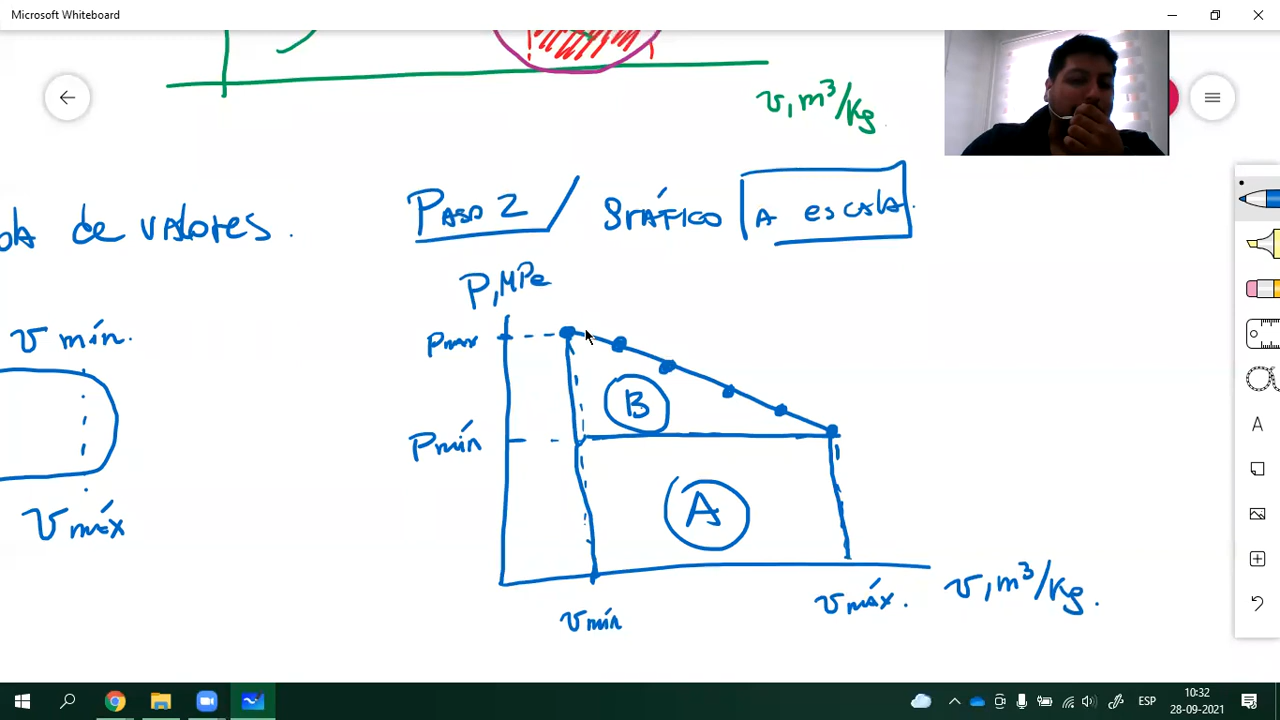 Microsoft Whiteboard
v, m³/kg.
de valores.
Paso 2 / Gráfico A escala.
P, MPa
v mín.
Pmáx
B
Pmín
A
v máx
v mín
v máx.
v, m³/kg.
A
ESP
10:32
28-09-2021